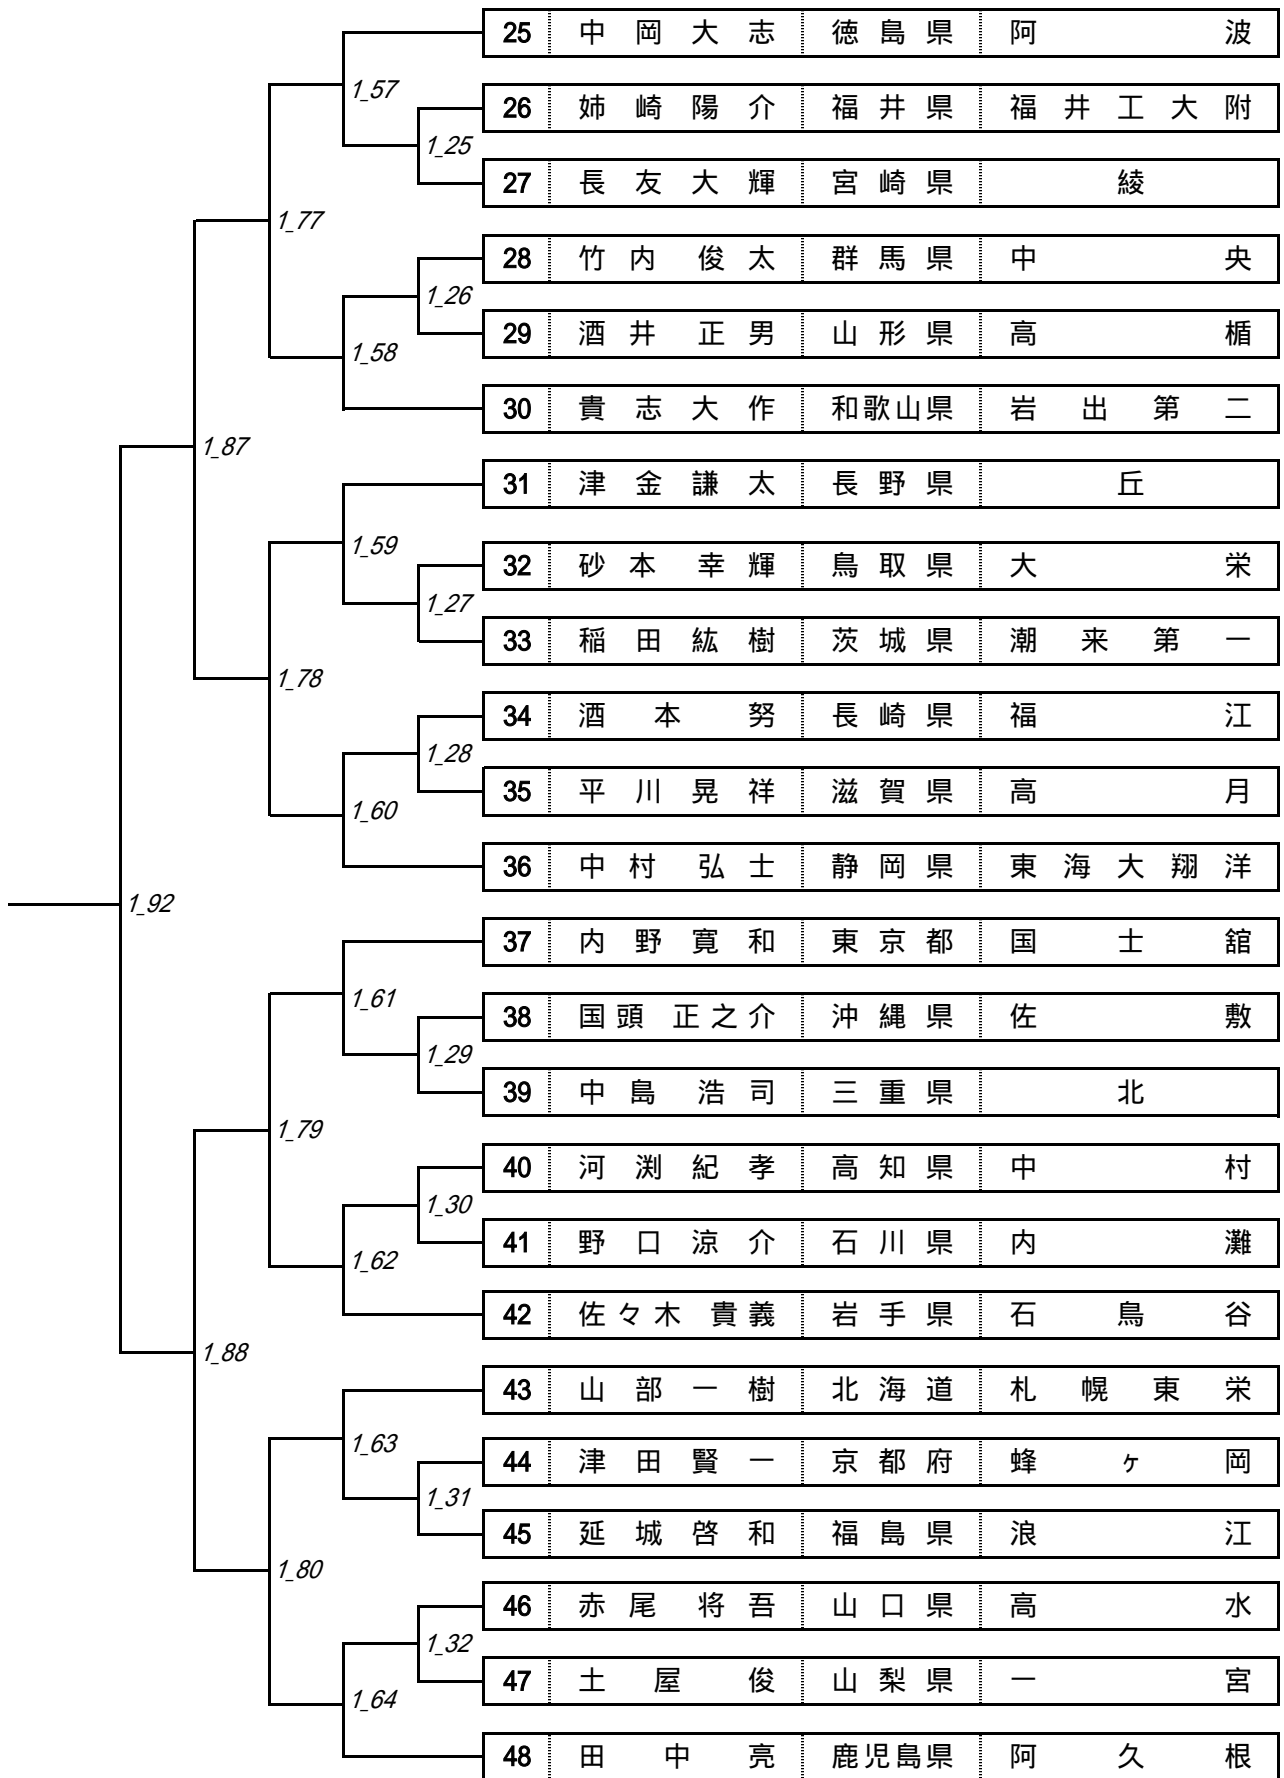 25 中岡大志 徳島県 阿波
1_57
26 姉崎陽介 福井県 福井工大附
1_25
27 長友大輝 宮崎県 綾
1_77
28 竹内俊太 群馬県 中央
1_26
29 酒井正男 山形県 高楯
1_58
30 貴志大作 和歌山県 岩出第二
1_87
31 津金謙太 長野県 丘
1_59
32 砂本幸輝 鳥取県 大栄
1_27
33 稲田紘樹 茨城県 潮来第一
1_78
34 酒本努 長崎県 福江
1_28
35 平川晃祥 滋賀県 高月
1_60
36 中村弘士 静岡県 東海大翔洋
1_92
37 内野寛和 東京都 国士舘
1_61
38 国頭正之介 沖縄県 佐敷
1_29
39 中島浩司 三重県 北
1_79
40 河渕紀孝 高知県 中村
1_30
41 野口涼介 石川県 内灘
1_62
42 佐々木貴義 岩手県 石鳥谷
1_88
43 山部一樹 北海道 札幌東栄
1_63
44 津田賢一 京都府 蜂ヶ岡
1_31
45 延城啓和 福島県 浪江
1_80
46 赤尾将吾 山口県 高水
1_32
47 土屋俊 山梨県 一宮
1_64
48 田中亮 鹿児島県 阿久根